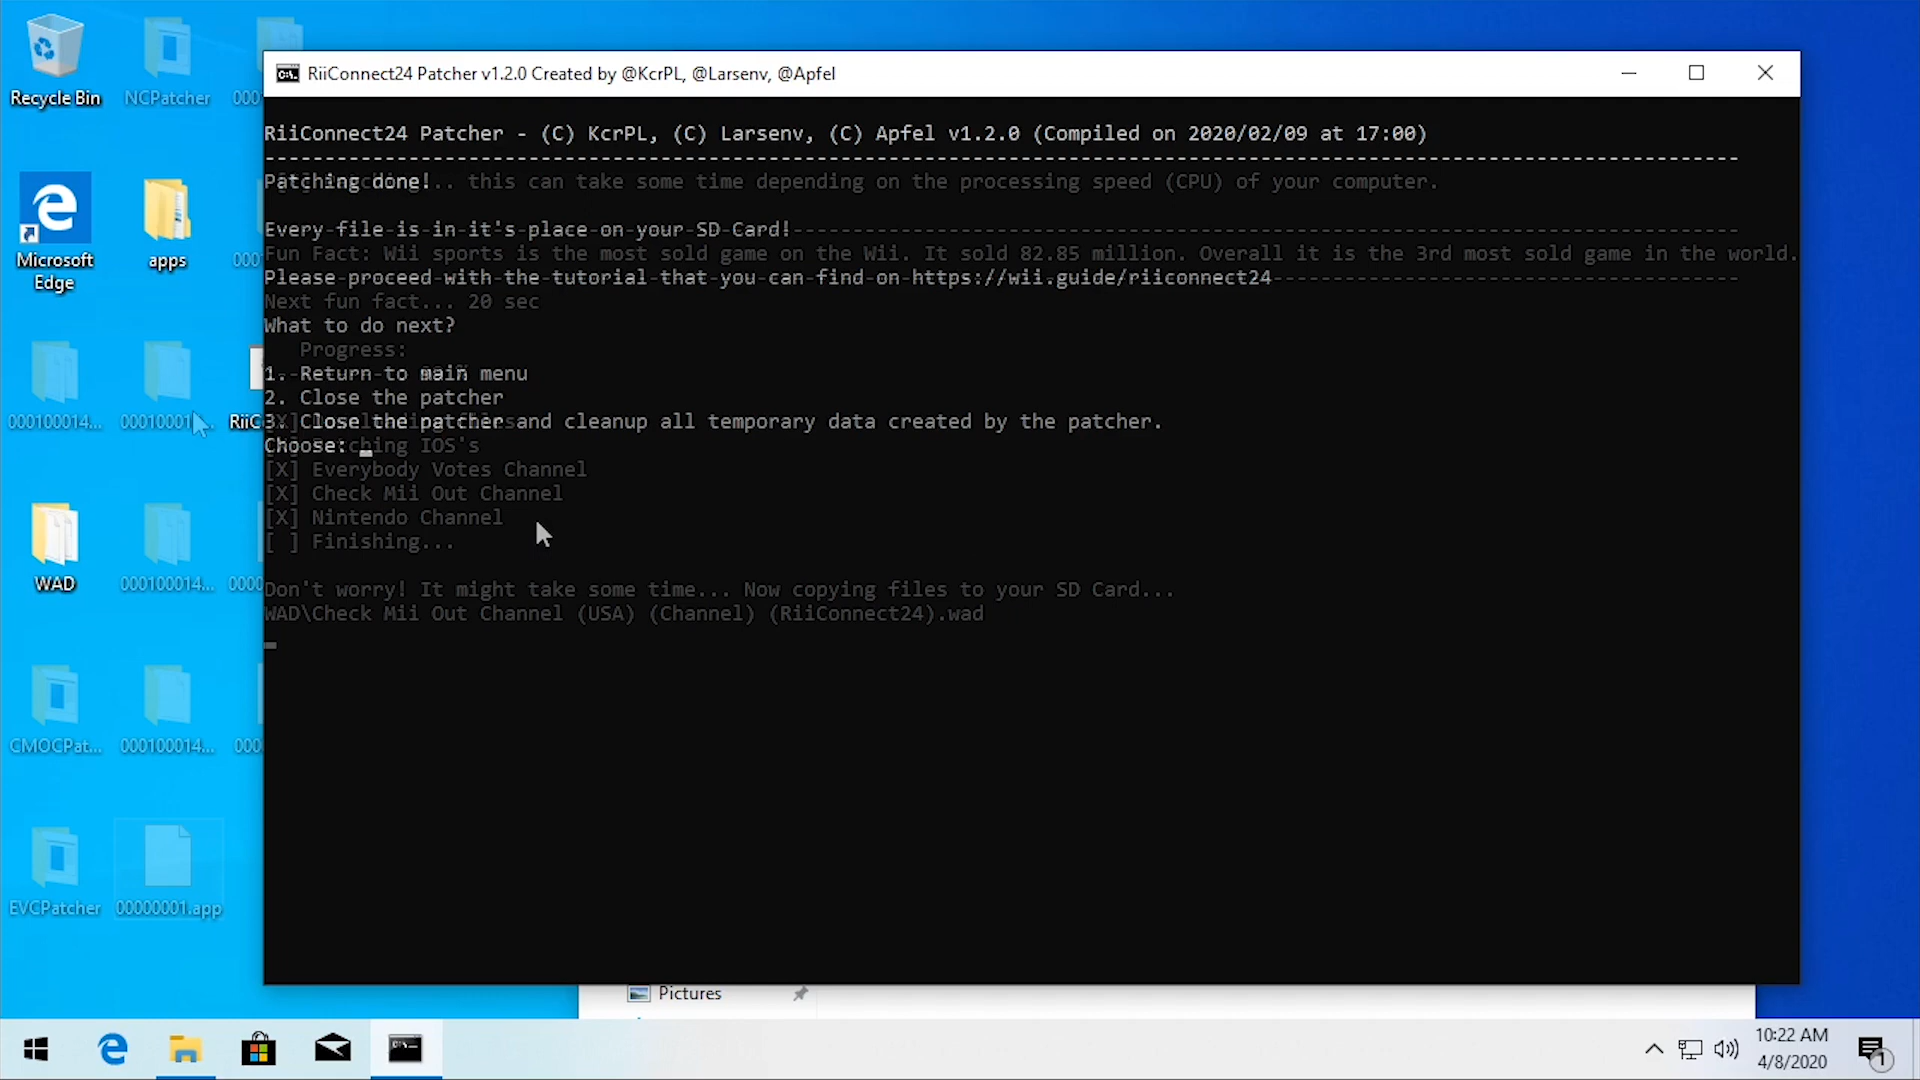 Recycle Bin
NCPatcher
Microsoft
Edge
apps
000100014...
RiiC
WAD
000100014...
CMOCPat...
000100014...
EVCPatcher
00000001.app
RiiConnect24 Patcher v1.2.0 Created by @KcrPL, @Larsenv, @Apfel
RiiConnect24 Patcher - (C) KcrPL, (C) Larsenv, (C) Apfel v1.2.0 (Compiled on 2020/02/09 at 17:00)
Patching done!
... this can take some time depending on the processing speed (CPU) of your computer.
Every file is in it's place on your SD Card!
Fun Fact: Wii sports is the most sold game on the Wii. It sold 82.85 million. Overall it is the 3rd most sold game in the world.
Please proceed with the tutorial that you can find on https://wii.guide/riiconnect24
Next fun fact... 20 sec
What to do next?
Progress:
1. Return to main menu
2. Close the patcher
3. Close the patcher and cleanup all temporary data created by the patcher.
Choose:
IOS's
[X] Everybody Votes Channel
[X] Check Mii Out Channel
[X] Nintendo Channel
[ ] Finishing...
Don't worry! It might take some time... Now copying files to your SD Card...
WAD\Check Mii Out Channel (USA) (Channel) (RiiConnect24).wad
Pictures
10:22 AM
4/8/2020
1